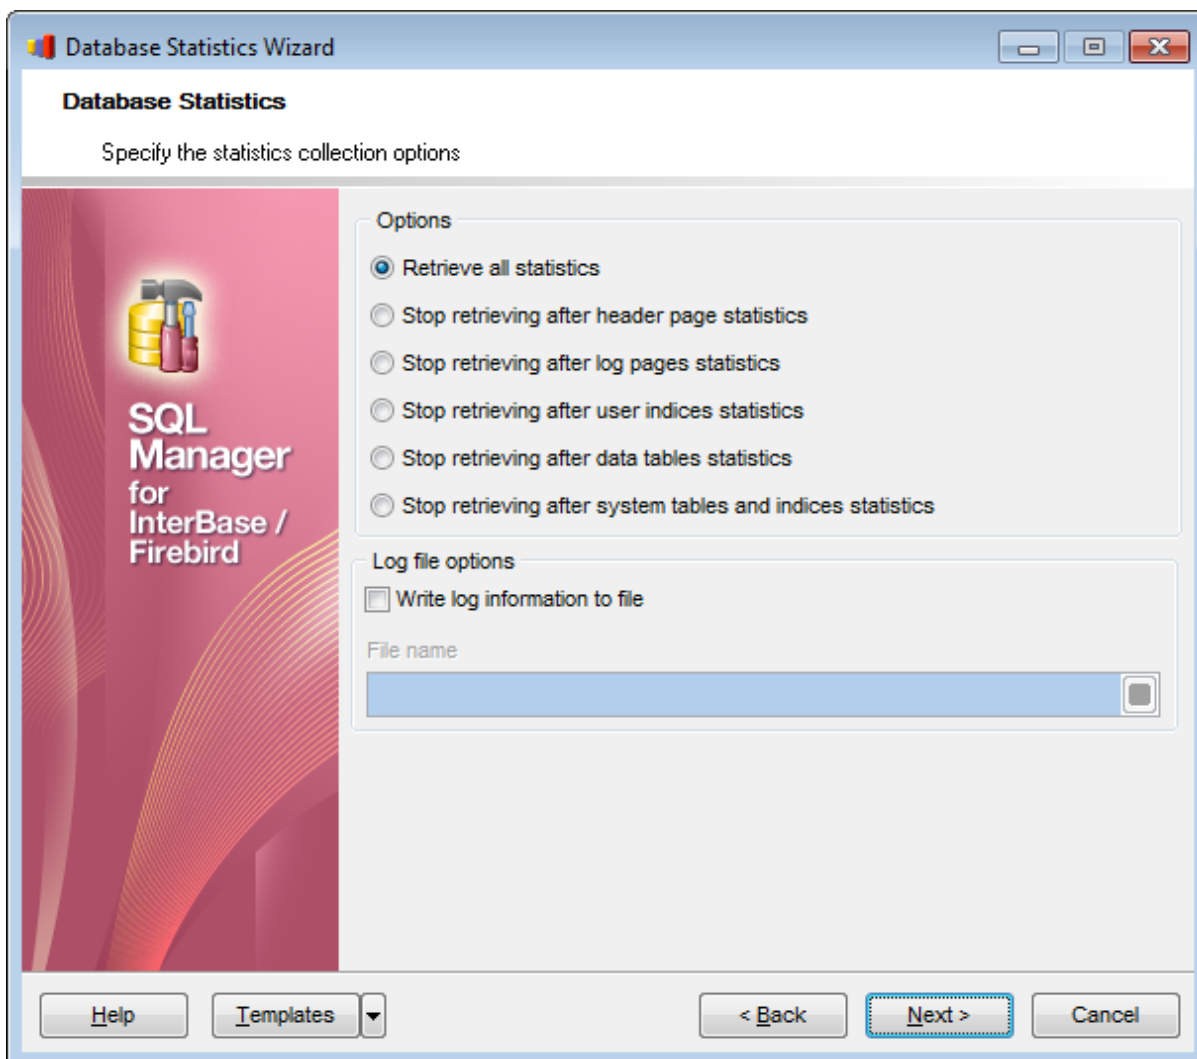 Database Statistics Wizard
Database Statistics
Specify the statistics collection options
SQL
Manager
for
InterBase /
Firebird
Options
Retrieve all statistics
Stop retrieving after header page statistics
Stop retrieving after log pages statistics
Stop retrieving after user indices statistics
Stop retrieving after data tables statistics
Stop retrieving after system tables and indices statistics
Log file options
Write log information to file
File name
Help
Templates
< Back
Next >
Cancel